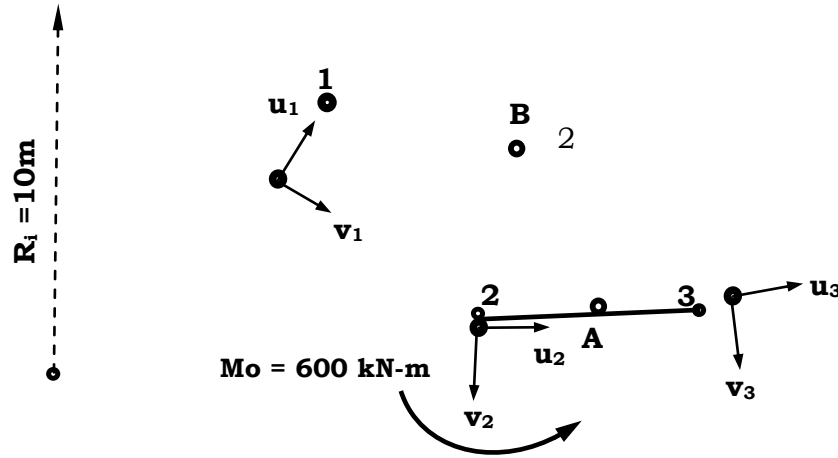 1
u₁
B
2
Rᵢ =10m
v₁
2
3
u₃
A
u₂
Mo = 600 kN-m
v₃
v₂